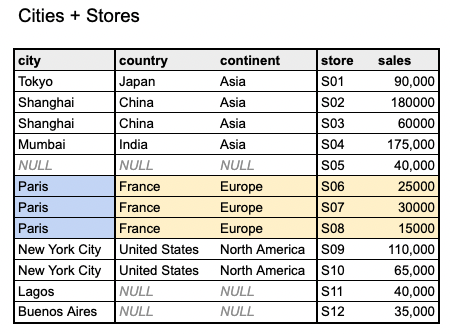 Cities + Stores
city country continent store sales
Tokyo Japan Asia S01 90,000
Shanghai China Asia S02 180000
Shanghai China Asia S03 60000
Mumbai India Asia S04 175,000
NULL NULL NULL S05 40,000
Paris France Europe S06 25000
Paris France Europe S07 30000
Paris France Europe S08 15000
New York City United States North America S09 110,000
New York City United States North America S10 65,000
Lagos NULL NULL S11 40,000
Buenos Aires NULL NULL S12 35,000